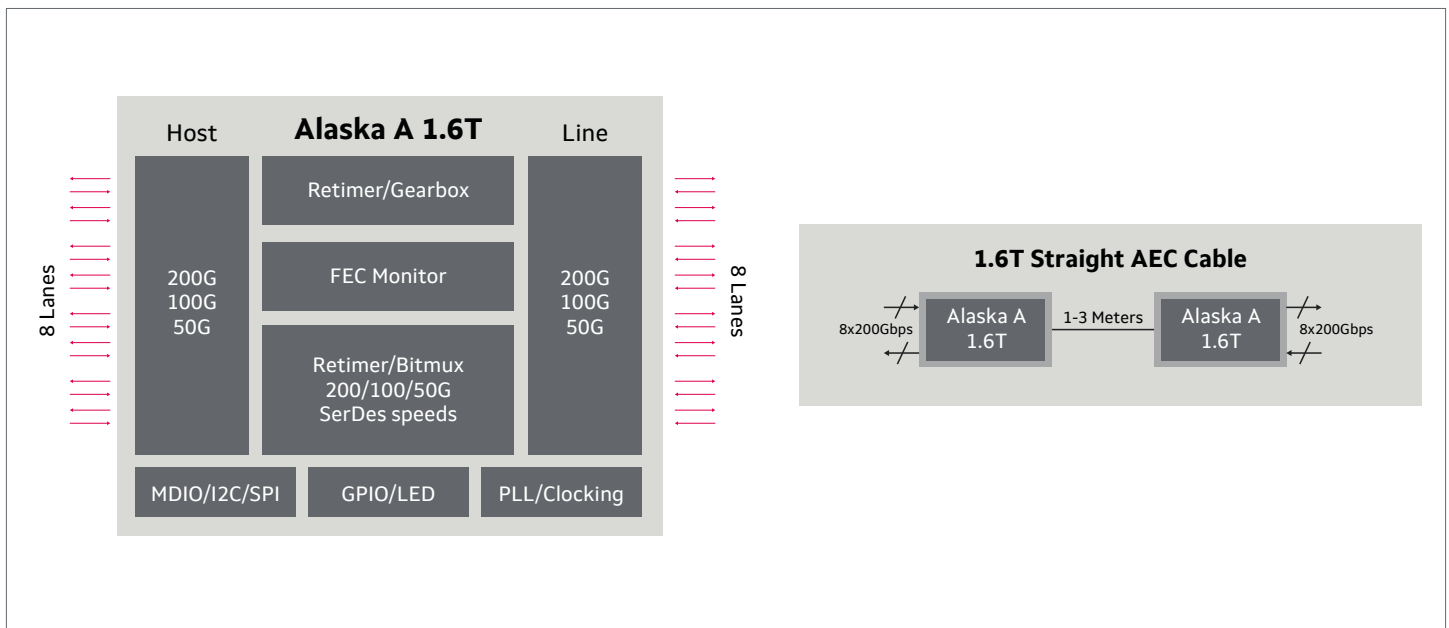 Host
Alaska A 1.6T
Line
8 Lanes
200G
100G
50G
Retimer/Gearbox
FEC Monitor
Retimer/Bitmux
200/100/50G
SerDes speeds
200G
100G
50G
8 Lanes
MDIO/I2C/SPI
GPIO/LED
PLL/Clocking
1.6T Straight AEC Cable
8x200Gbps
Alaska A
1.6T
1-3 Meters
Alaska A
1.6T
8x200Gbps